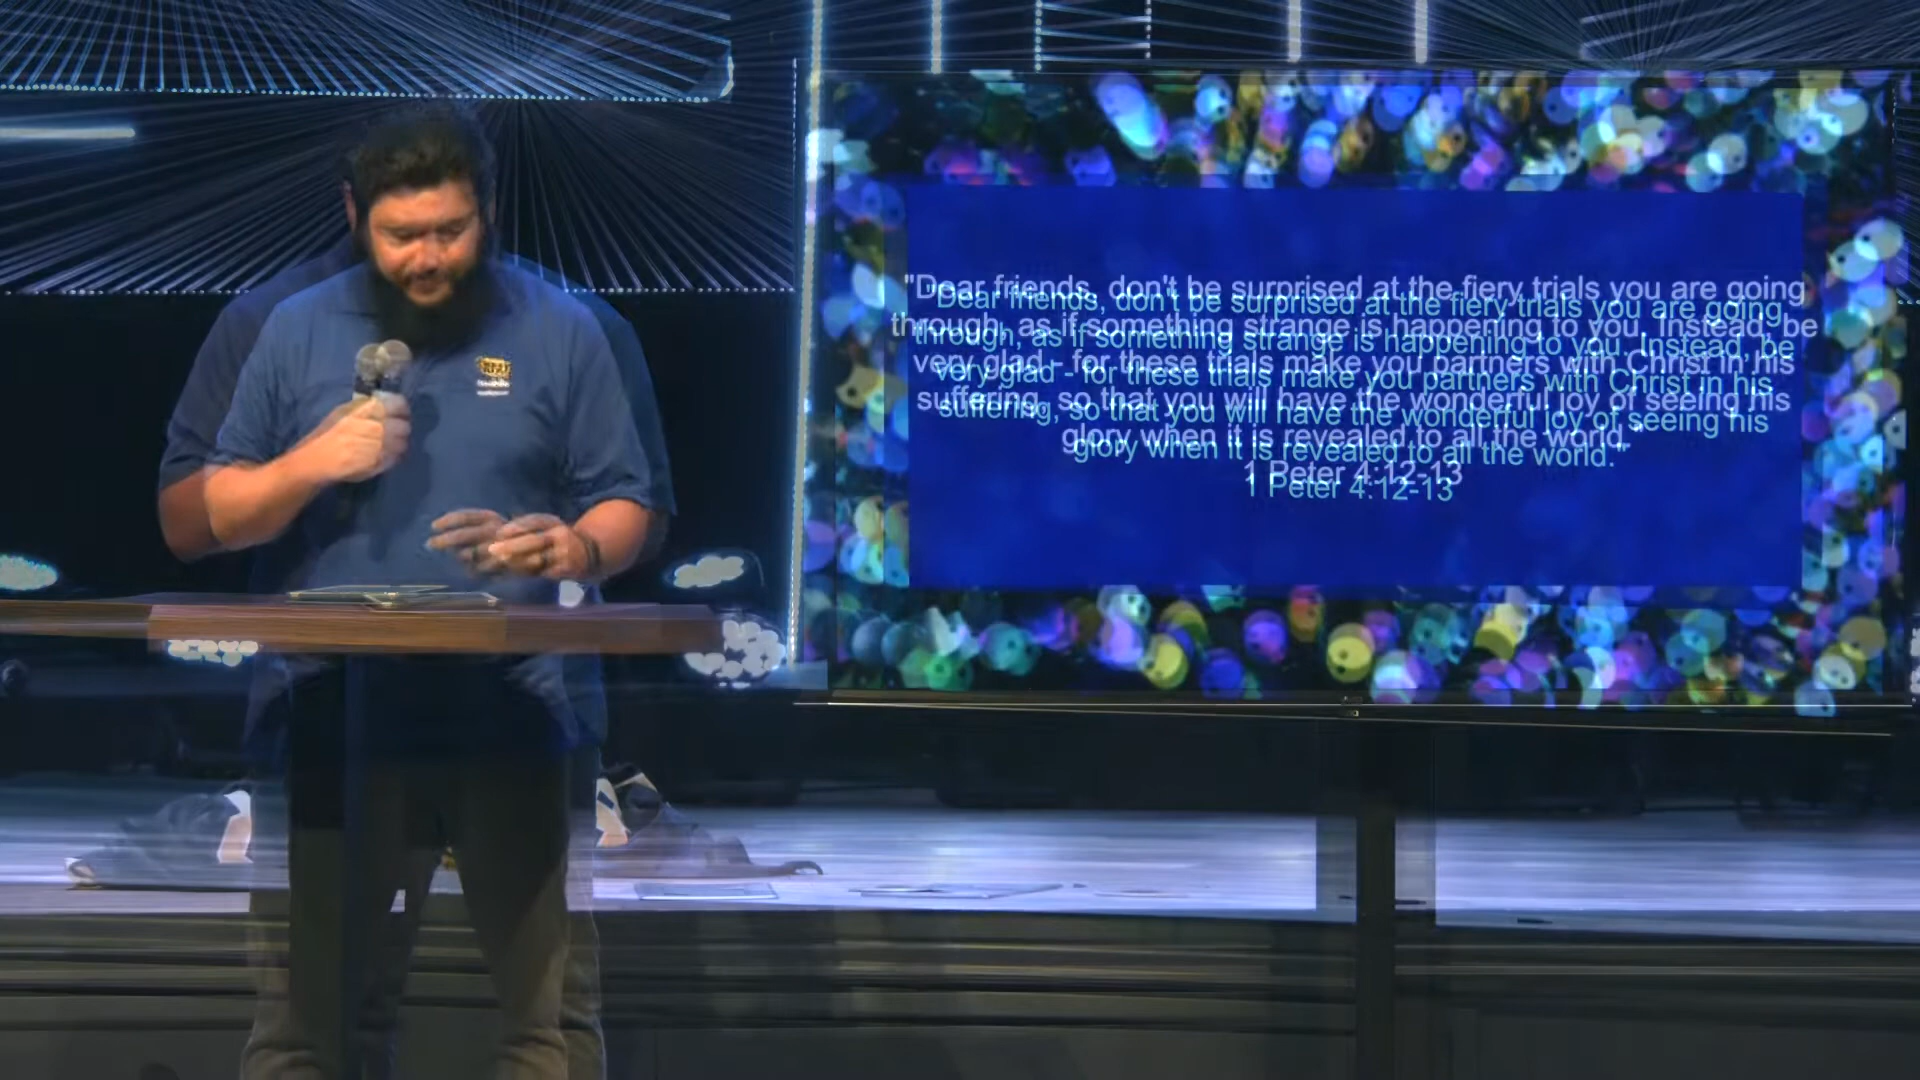 "Dear friends, don't be surprised at the fiery trials you are going
through, as if something strange is happening to you. Instead, be
very glad - for these trials make you partners with Christ in his
suffering, so that you will have the wonderful joy of seeing his
glory when it is revealed to all the world."
1 Peter 4:12-13